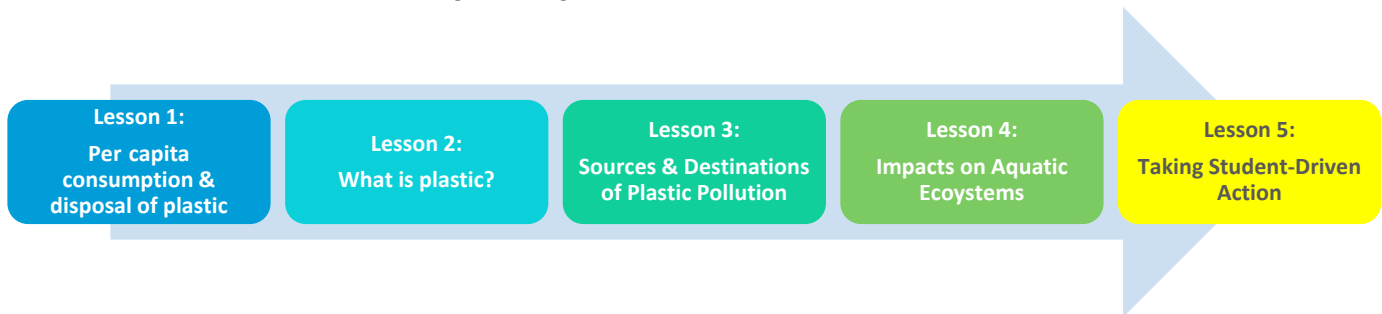 Lesson 1:
Per capita
consumption &
disposal of plastic
Lesson 2:
What is plastic?
Lesson 3:
Sources & Destinations
of Plastic Pollution
Lesson 4:
Impacts on Aquatic
Ecoystems
Lesson 5:
Taking Student-Driven
Action